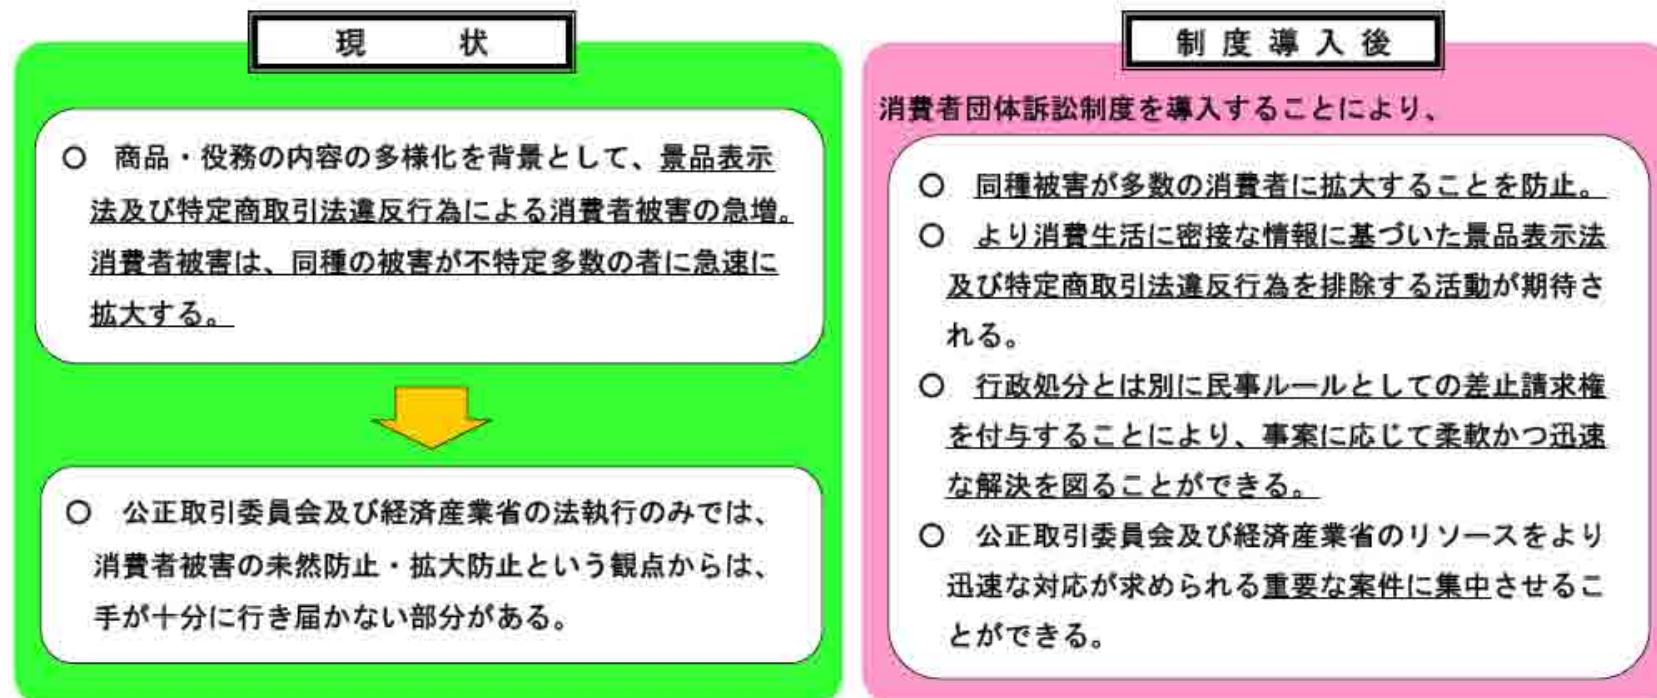 現　状
○　商品・役務の内容の多様化を背景として、景品表示
法及び特定商取引法違反行為による消費者被害の急増。
消費者被害は、同種の被害が不特定多数の者に急速に
拡大する。
○　公正取引委員会及び経済産業省の法執行のみでは、
消費者被害の未然防止・拡大防止という観点からは、
手が十分に行き届かない部分がある。
制度導入後
消費者団体訴訟制度を導入することにより、
○　同種被害が多数の消費者に拡大することを防止。
○　より消費生活に密接な情報に基づいた景品表示法
及び特定商取引法違反行為を排除する活動が期待さ
れる。
○　行政処分とは別に民事ルールとしての差止請求権
を付与することにより、事案に応じて柔軟かつ迅速
な解決を図ることができる。
○　公正取引委員会及び経済産業省のリソースをより
迅速な対応が求められる重要な案件に集中させるこ
とができる。